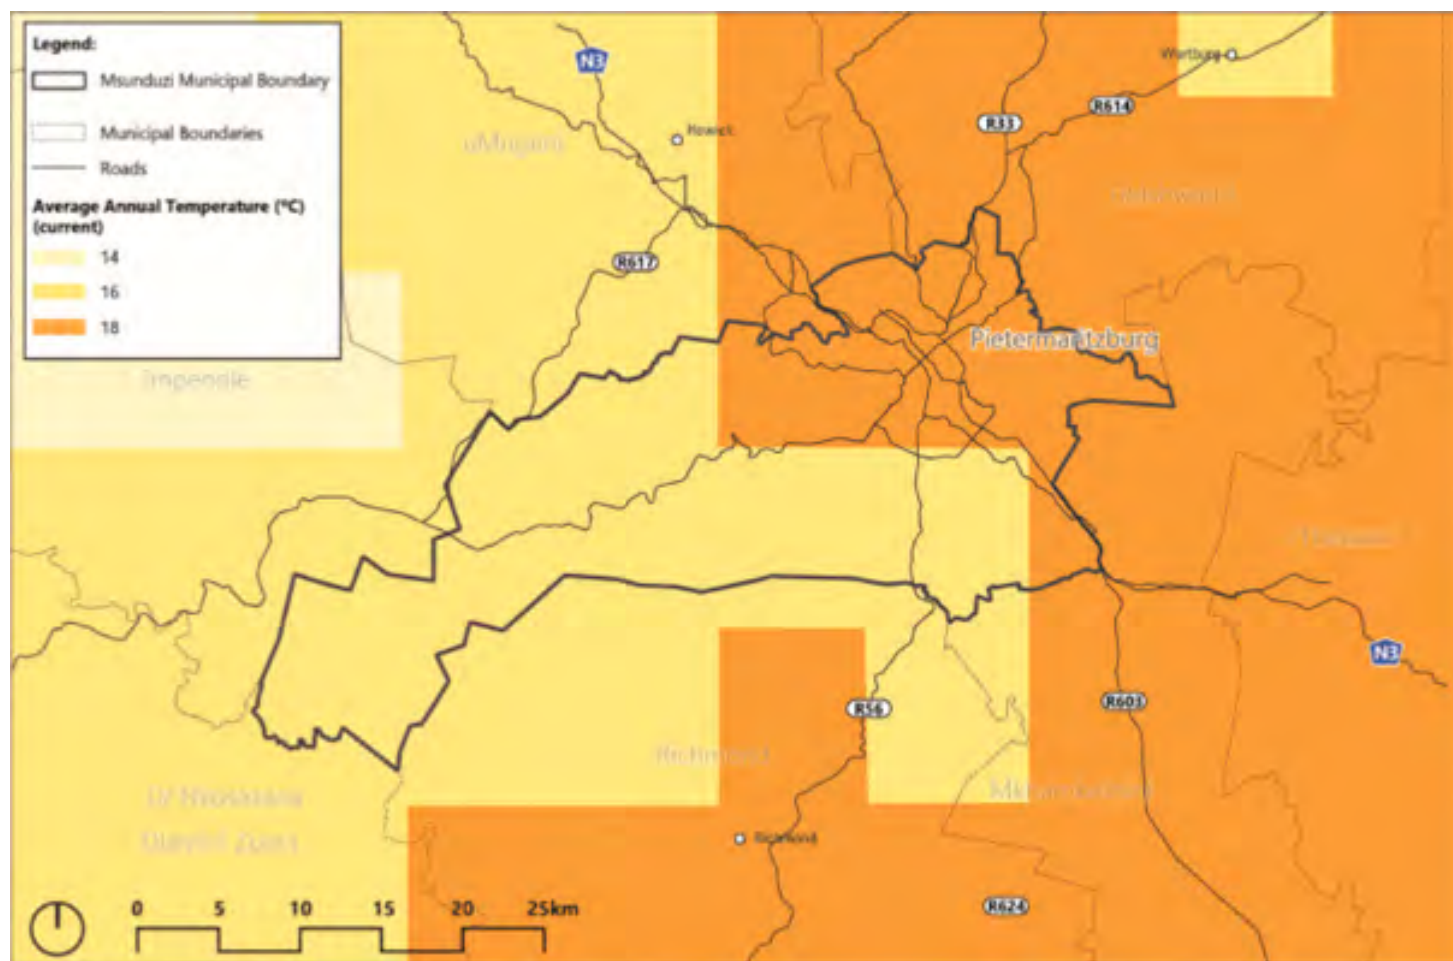 Legend:
Msunduzi Municipal Boundary
Municipal Boundaries
Roads
Average Annual Temperature (°C)
(current)
14
16
18
N3
Wartburg
R614
R33
Howick
uMngeni
R617
Pietermaritzburg
Impendle
N3
R56
R603
Richmond
Richmond
R624
0 5 10 15 20 25km